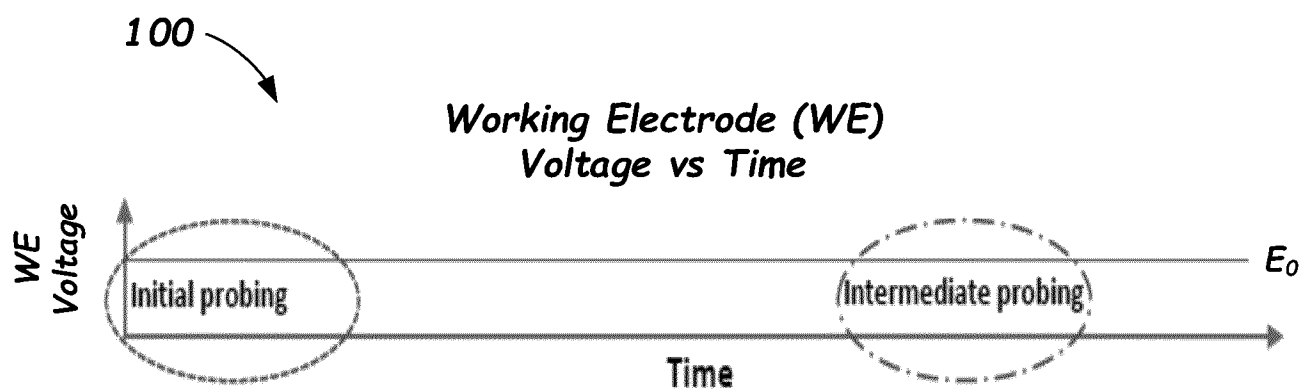 100
Working Electrode (WE)
Voltage vs Time
WE
Voltage
Initial probing
Intermediate probing
E₀
Time